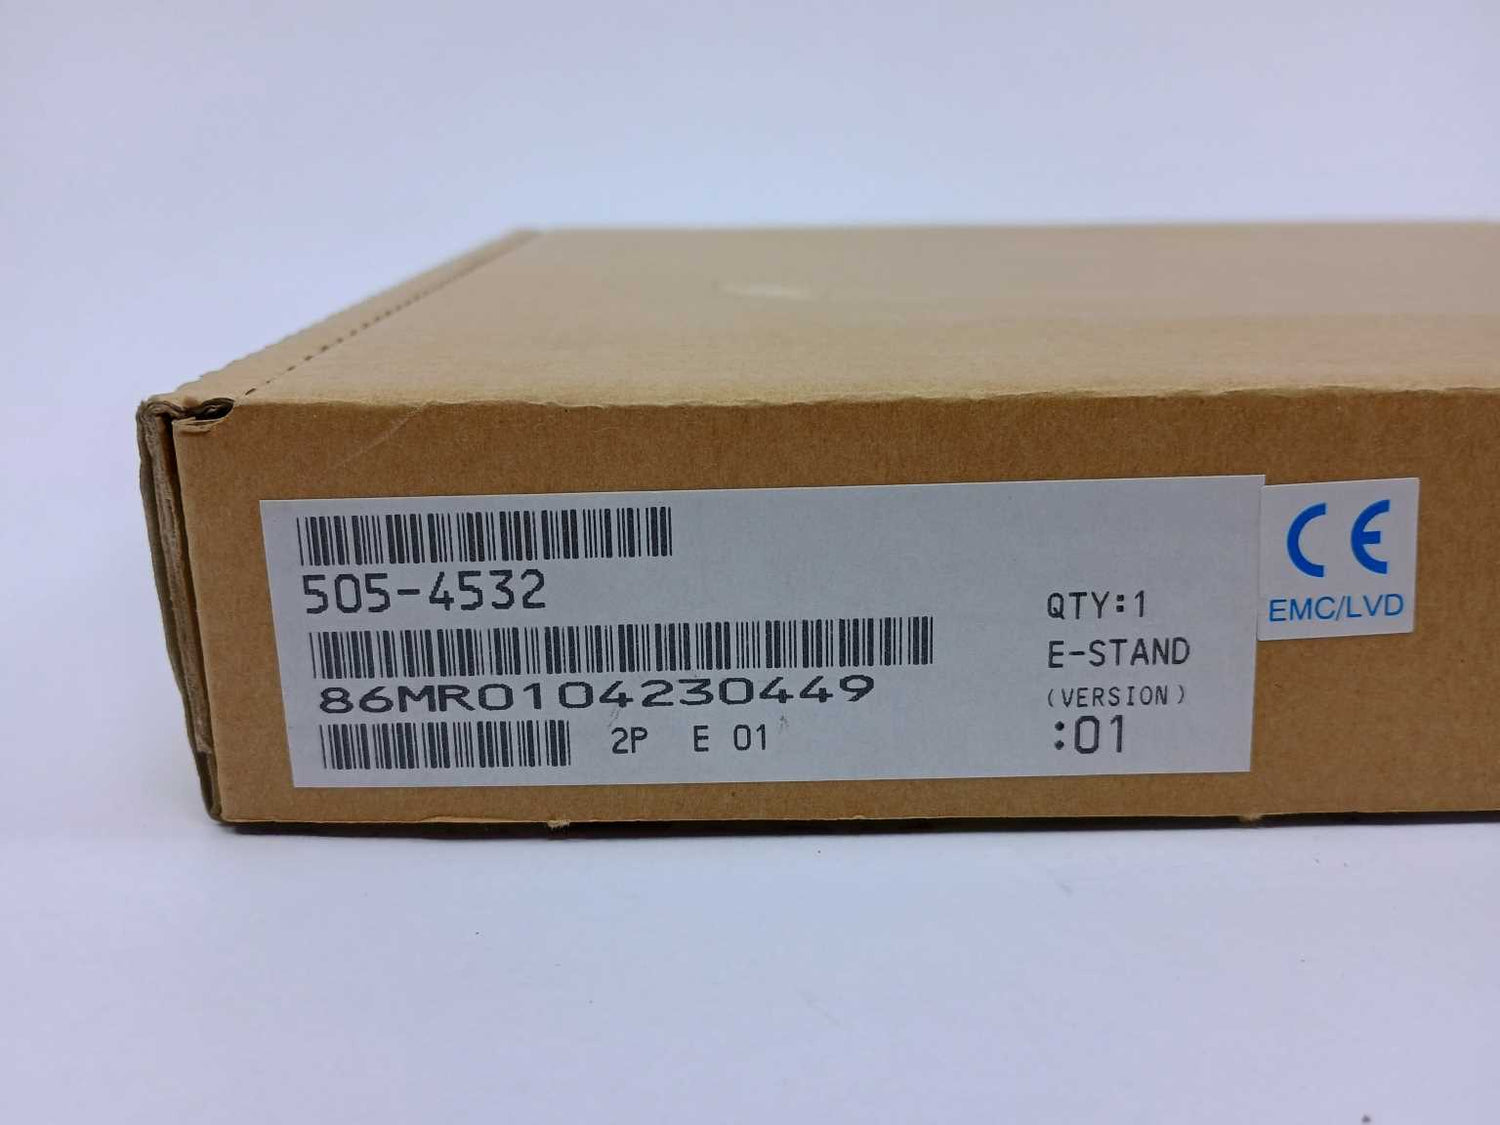 505-4532
86MR0104230449
2P E 01
QTY:1
E-STAND
(VERSION)
:01
CE
EMC/LVD